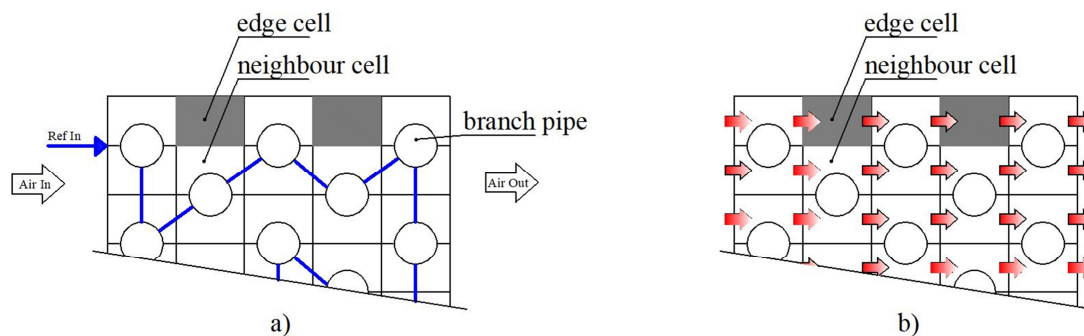 edge cell
neighbour cell
Ref In
branch pipe
Air In
Air Out
a)
edge cell
neighbour cell
b)